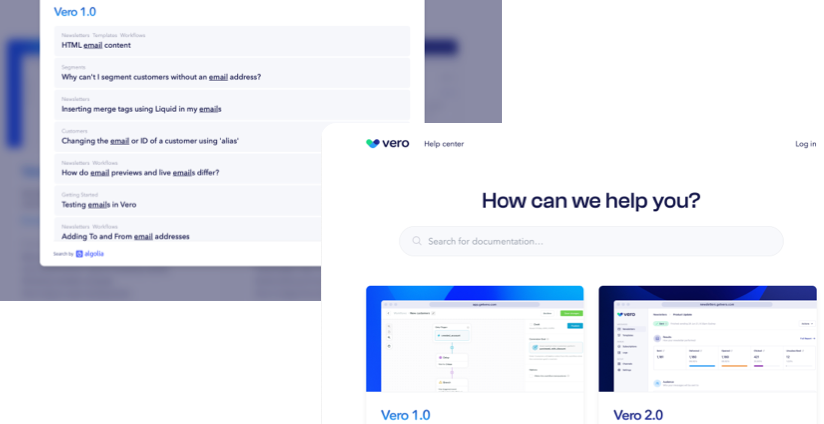 Vero 1.0
Newsletters Templates Workflows
HTML email content
Segments
Why can't I segment customers without an email address?
Newsletters
Inserting merge tags using Liquid in my emails
Customers
Changing the email or ID of a customer using 'alias'
Newsletters Workflows
How do email previews and live emails differ?
Getting Started
Testing emails in Vero
Newsletters Workflows
Adding To and From email addresses
Search by algolia
vero Help center Log in
How can we help you?
Search for documentation...
Vero 1.0
Vero 2.0